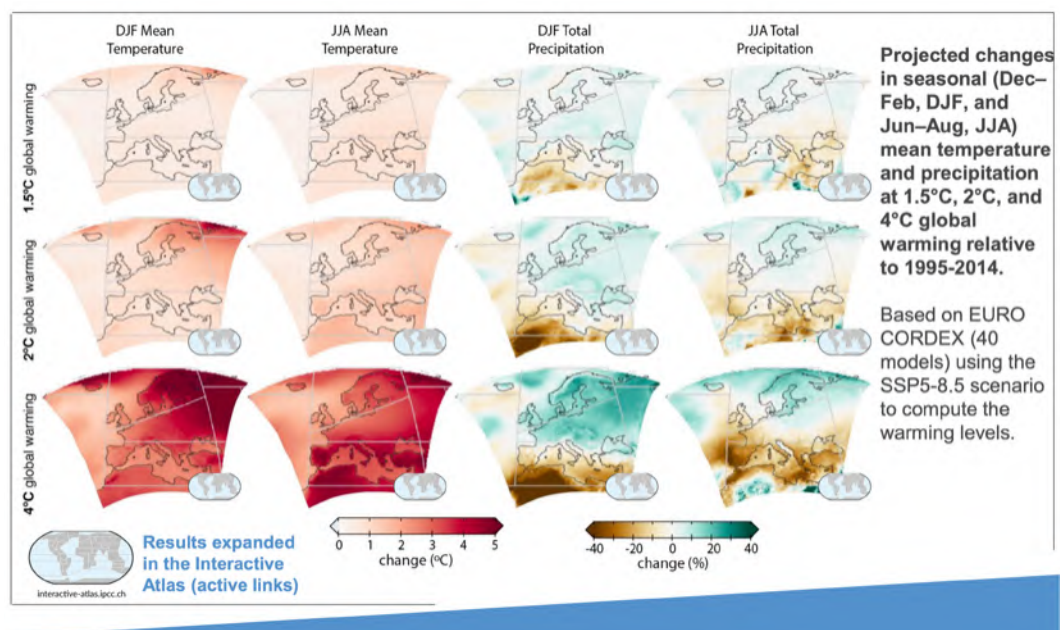 DJF Mean
Temperature
JJA Mean
Temperature
DJF Total
Precipitation
JJA Total
Precipitation
1.5°C global warming
2°C global warming
4°C global warming
Projected changes
in seasonal (Dec–
Feb, DJF, and
Jun–Aug, JJA)
mean temperature
and precipitation
at 1.5°C, 2°C, and
4°C global
warming relative
to 1995-2014.
Based on EURO
CORDEX (40
models) using the
SSP5-8.5 scenario
to compute the
warming levels.
0 1 2 3 4 5
change (°C)
-40 -20 0 20 40
change (%)
Results expanded
in the Interactive
Atlas (active links)
interactive-atlas.ipcc.ch